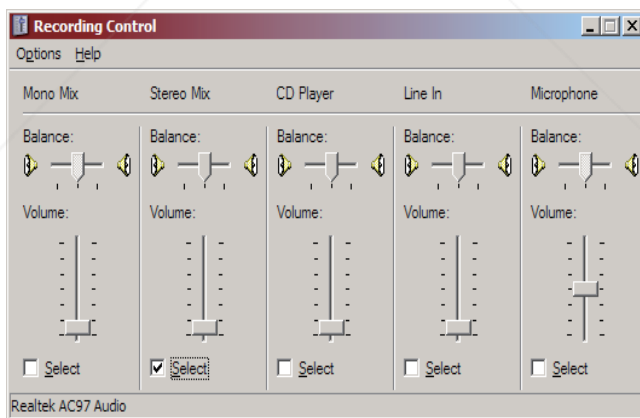 Recording Control
Options Help
Mono Mix Stereo Mix CD Player Line In Microphone
Balance: Balance: Balance: Balance: Balance:
Volume: Volume: Volume: Volume: Volume:
Select Select Select Select Select
Realtek AC97 Audio